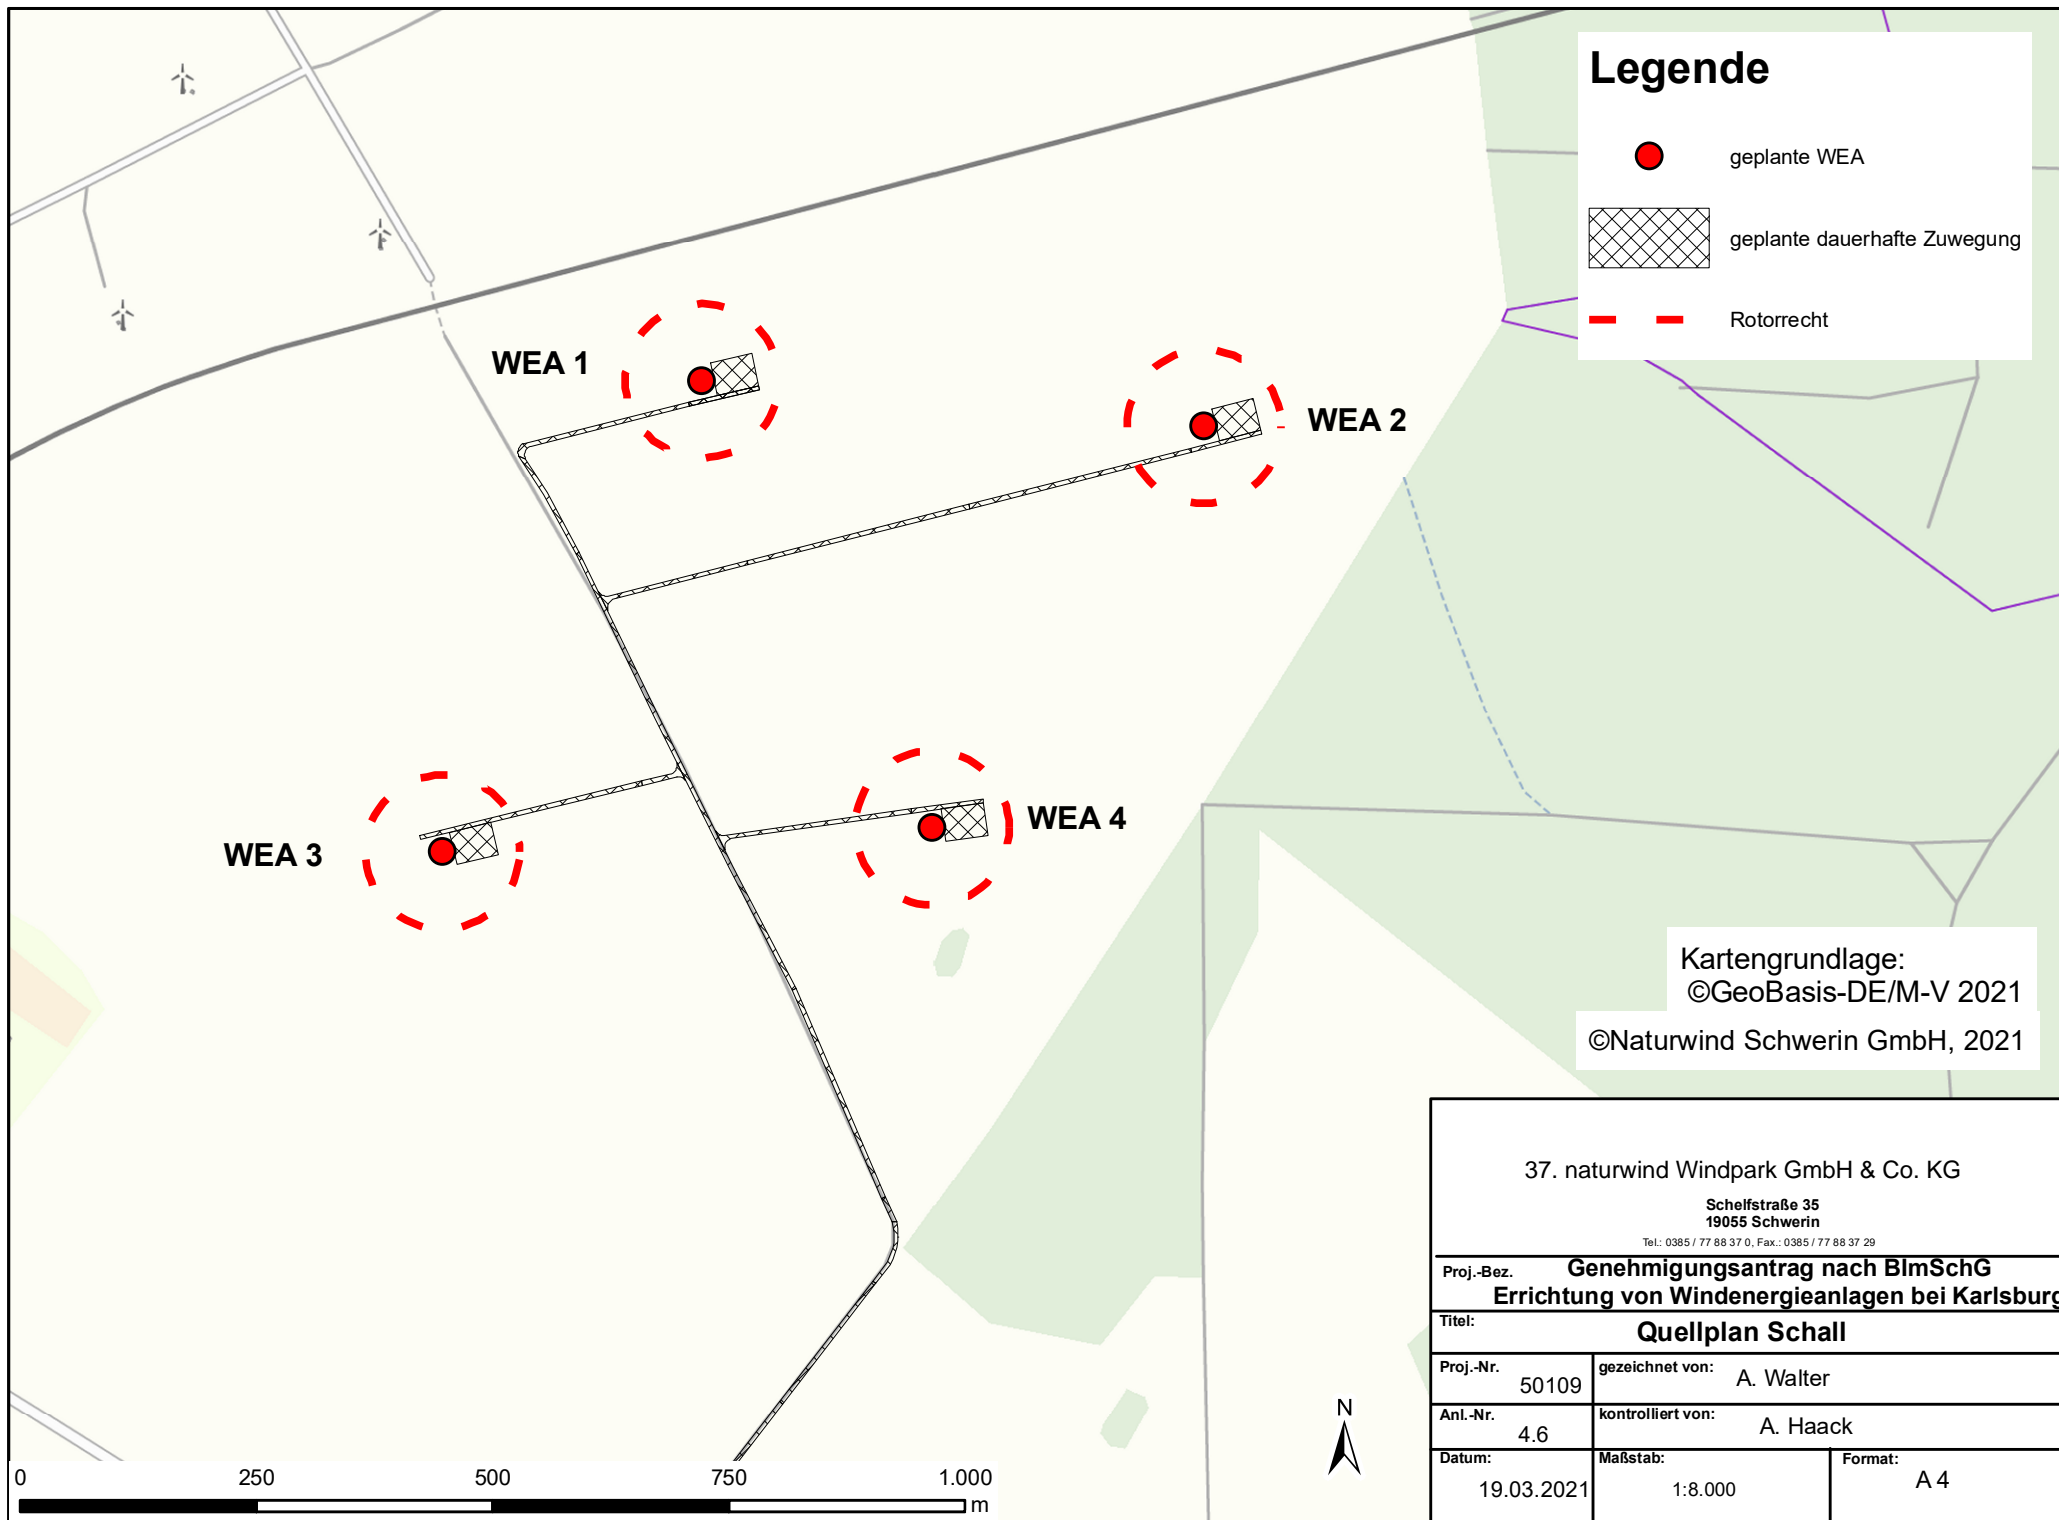 Legende
geplante WEA
geplante dauerhafte Zuwegung
Rotorrecht
WEA 1
WEA 2
WEA 3
WEA 4
Kartengrundlage:
©GeoBasis-DE/M-V 2021
©Naturwind Schwerin GmbH, 2021
37. naturwind Windpark GmbH & Co. KG
Schelfstraße 35
19055 Schwerin
Tel.: 0385 / 77 88 37 0, Fax.: 0385 / 77 88 37 29
Proj.-Bez. Genehmigungsantrag nach BImSchG
Errichtung von Windenergieanlagen bei Karlsburg
Titel: Quellplan Schall
Proj.-Nr. 50109 gezeichnet von: A. Walter
Anl.-Nr. 4.6 kontrolliert von: A. Haack
Datum: 19.03.2021 Maßstab: 1:8.000 Format: A 4
N
0 250 500 750 1.000
m